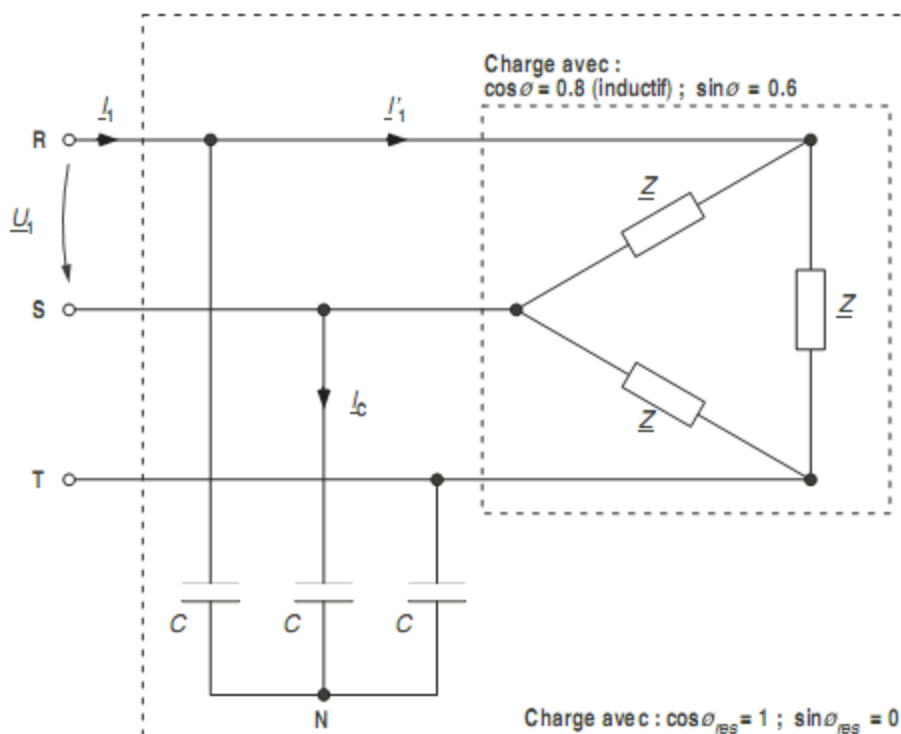 Charge avec :
cosø = 0.8 (inductif) ; sinø = 0.6
I1
I'1
R
Z
U1
S
Z
Z
IC
T
C
C
C
N
Charge avec : cosøres = 1 ; sinøres = 0